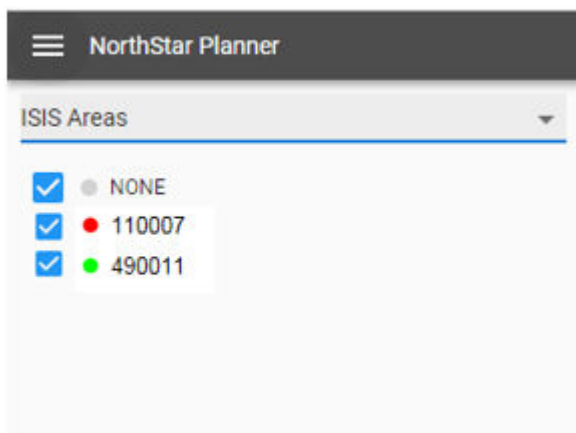 NorthStar Planner
ISIS Areas
NONE
110007
490011